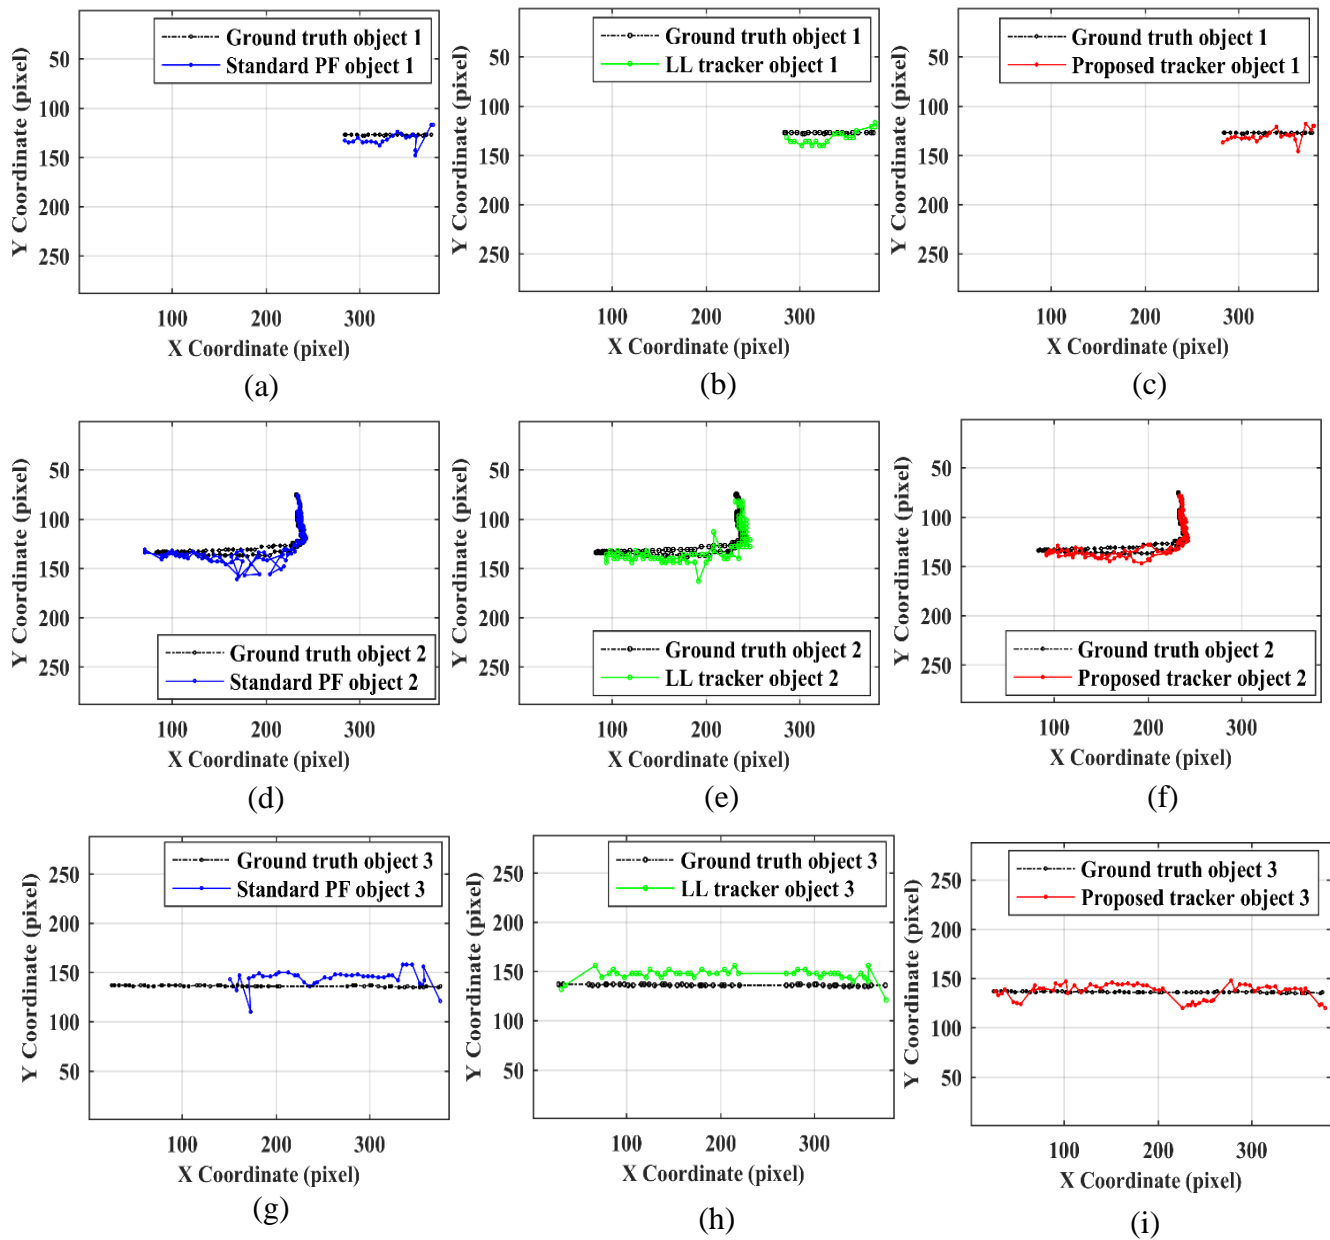 Ground truth object 1
Standard PF object 1
Y Coordinate (pixel)
50
100
150
200
250
100 200 300
X Coordinate (pixel)
(a)
Ground truth object 1
LL tracker object 1
Y Coordinate (pixel)
50
100
150
200
250
100 200 300
X Coordinate (pixel)
(b)
Ground truth object 1
Proposed tracker object 1
Y Coordinate (pixel)
50
100
150
200
250
100 200 300
X Coordinate (pixel)
(c)
Y Coordinate (pixel)
50
100
150
200
250
Ground truth object 2
Standard PF object 2
100 200 300
X Coordinate (pixel)
(d)
Y Coordinate (pixel)
50
100
150
200
250
Ground truth object 2
LL tracker object 2
100 200 300
X Coordinate (pixel)
(e)
Y Coordinate (pixel)
50
100
150
200
250
Ground truth object 2
Proposed tracker object 2
100 200 300
X Coordinate (pixel)
(f)
Ground truth object 3
Standard PF object 3
Y Coordinate (pixel)
250
200
150
100
50
100 200 300
X Coordinate (pixel)
(g)
Ground truth object 3
LL tracker object 3
Y Coordinate (pixel)
250
200
150
100
50
100 200 300
X Coordinate (pixel)
(h)
Ground truth object 3
Proposed tracker object 3
Y Coordinate (pixel)
250
200
150
100
50
100 200 300
X Coordinate (pixel)
(i)